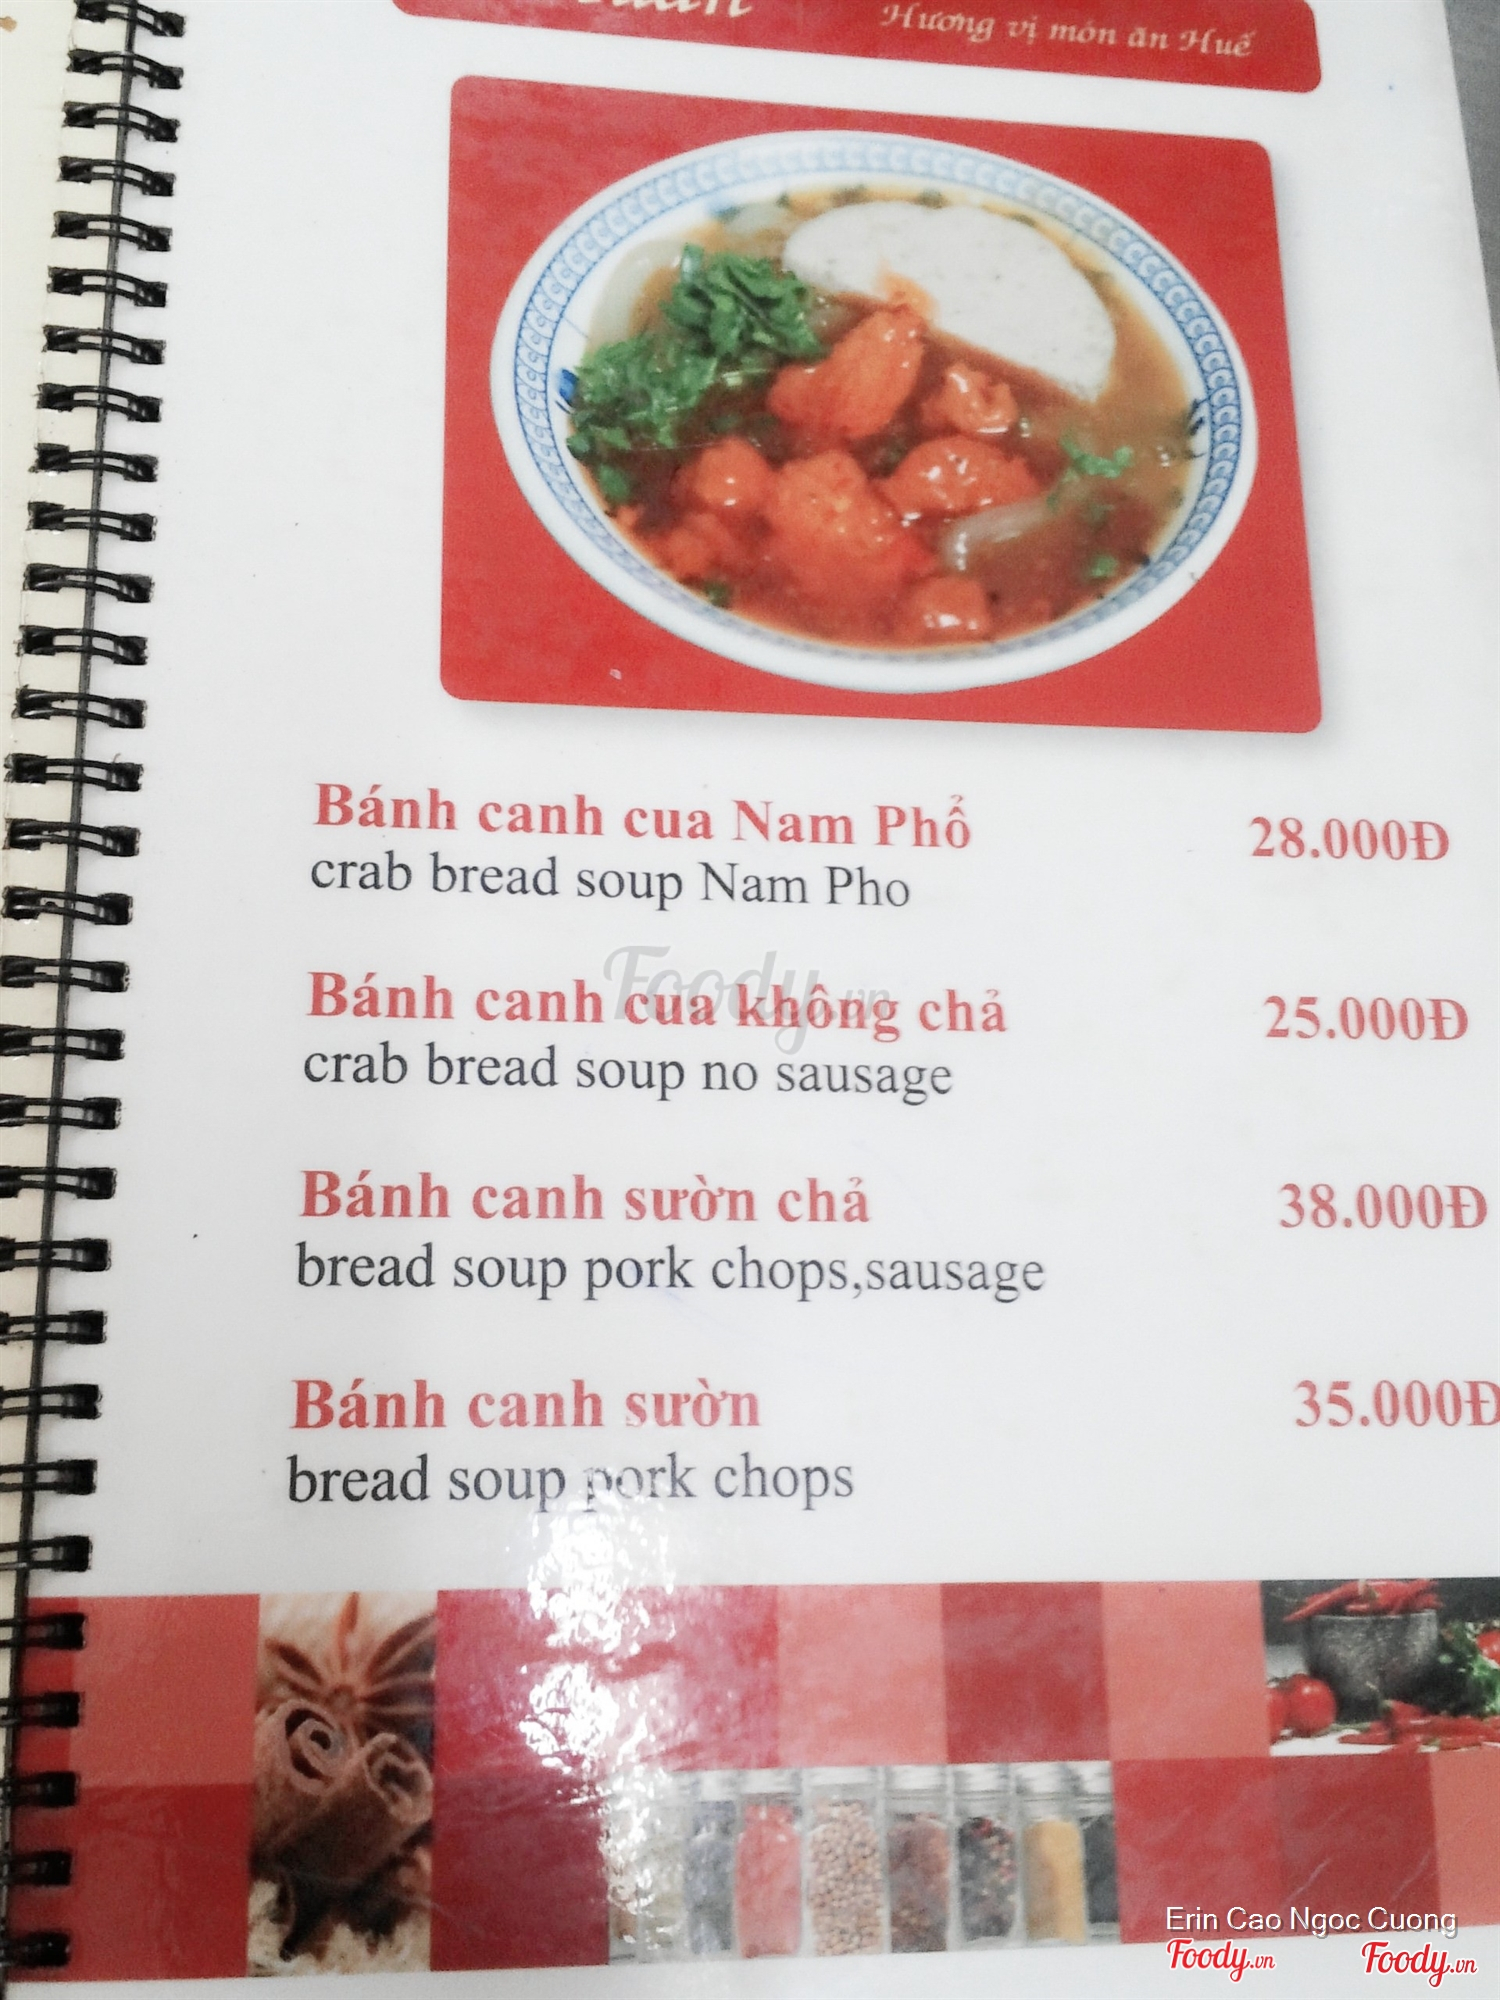 Hương vị món ăn Huế
Bánh canh cua Nam Phổ 28.000Đ
crab bread soup Nam Pho
Foody.vn
Bánh canh cua không chả 25.000Đ
crab bread soup no sausage
Bánh canh sườn chả 38.000Đ
bread soup pork chops,sausage
Bánh canh sườn 35.000Đ
bread soup pork chops
Erin Cao Ngoc Cuong
Foody.vn Foody.vn